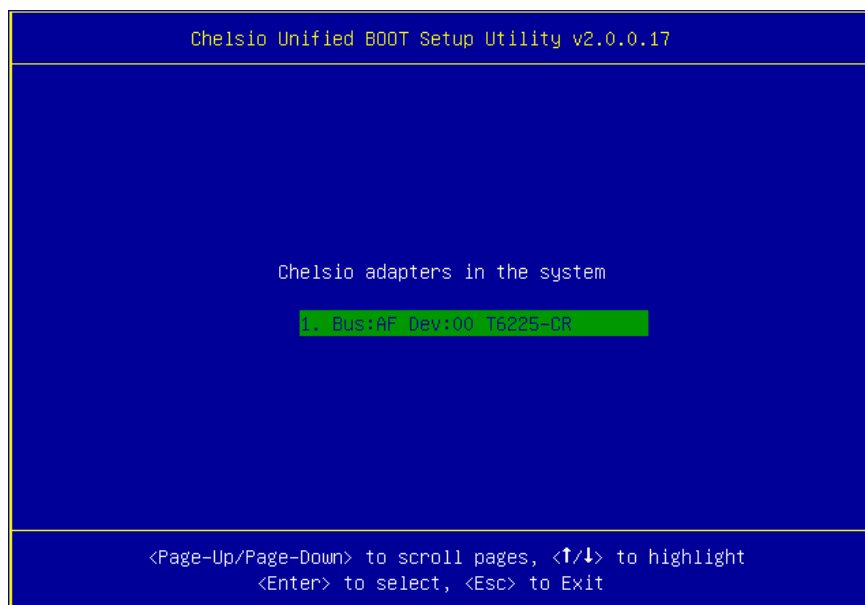 Chelsio Unified BOOT Setup Utility v2.0.0.17
Chelsio adapters in the system
1. Bus:AF Dev:00 T6225-CR
<Page-Up/Page-Down> to scroll pages, <↑/↓> to highlight
<Enter> to select, <Esc> to Exit